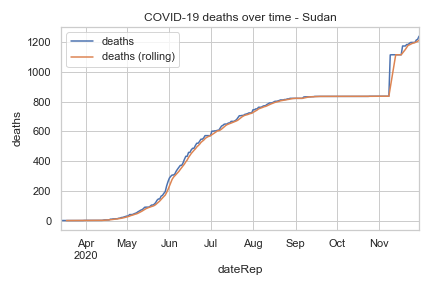 COVID-19 deaths over time - Sudan
deaths
deaths (rolling)
1200
1000
800
600
400
200
0
deaths
Apr May Jun Jul Aug Sep Oct Nov
2020
dateRep